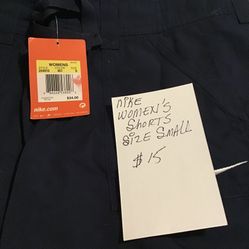 WOMENS
nike.com
$34.00
NIKE
WOMEN'S
SHORTS
SIZE SMALL
$15